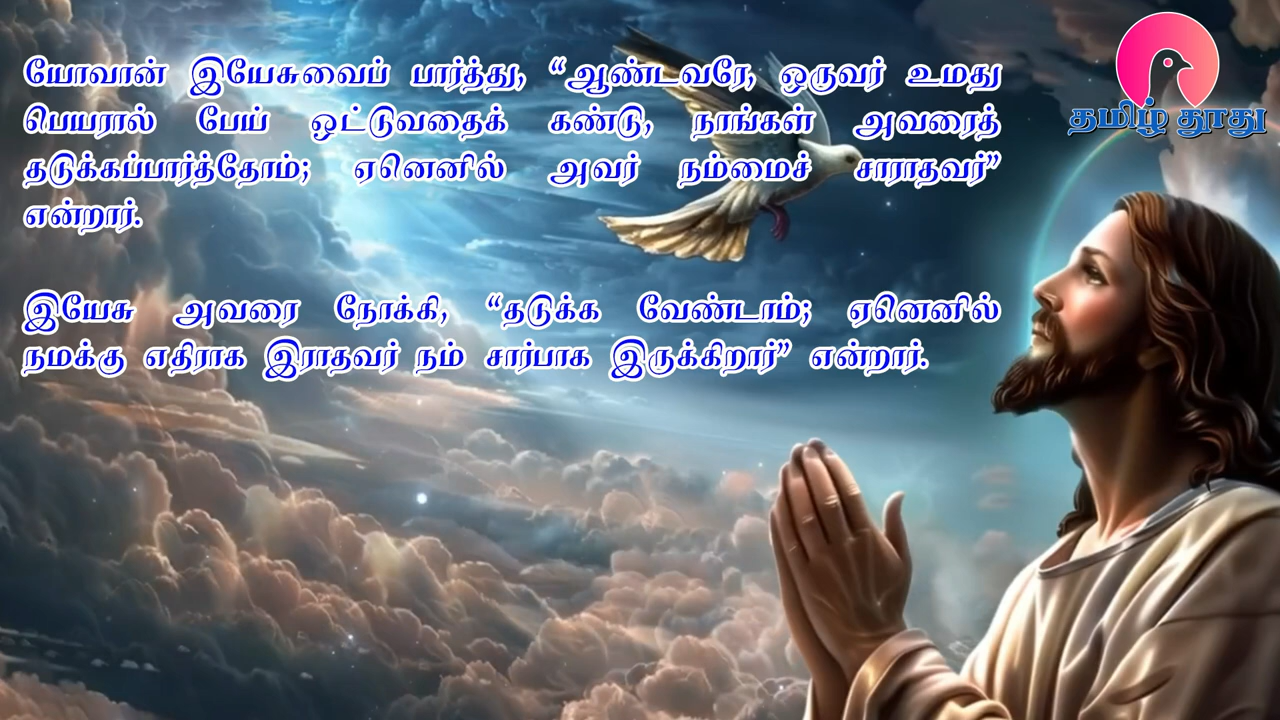 யோவான் இயேசுவைப் பார்த்து, “ஆண்டவரே, ஒருவர் உமது
பெயரால் பேய் ஒட்டுவதைக் கண்டு, நாங்கள் அவரைத்
தடுக்கப்பார்த்தோம்; ஏனெனில் அவர் நம்மைச் சாராதவர்”
என்றார்.
இயேசு அவரை நோக்கி, “தடுக்க வேண்டாம்; ஏனெனில்
நமக்கு எதிராக இராதவர் நம் சார்பாக இருக்கிறார்” என்றார்.
தமிழ் தூது